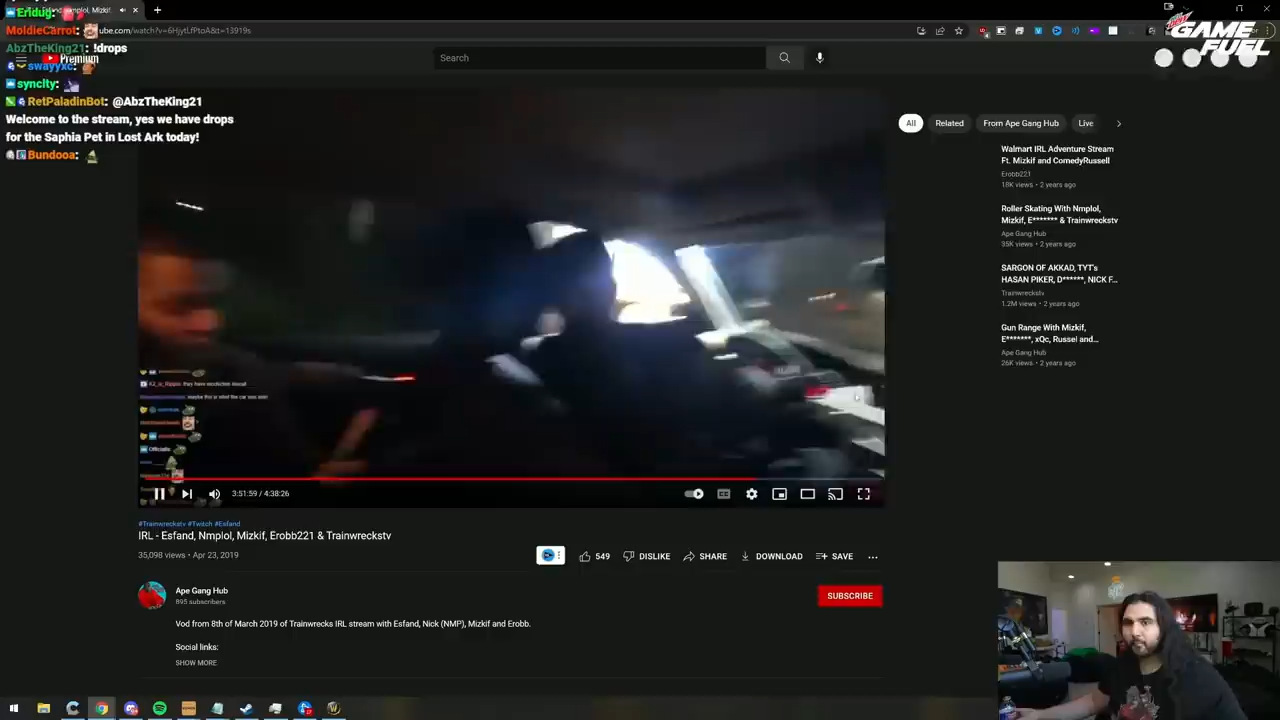 Eridug:
MoldieCarrot:
ube.com/watch?v=6HjytLfPtoA&t=13919s
AbzTheKing21: !drops
swayyxc:
Premium
synclty:
RetPaladinBot: @AbzTheKing21
Welcome to the stream, yes we have drops
for the Saphia Pet in Lost Ark today!
Bundooa:
Search
GAME
FUEL
All
Related
From Ape Gang Hub
Live
Walmart IRL Adventure Stream
Ft. Mizkif and ComedyRussell
Erobb221
18K views • 2 years ago
Roller Skating With Nmplol,
Mizkif, E******* & Trainwreckstv
Ape Gang Hub
35K views • 2 years ago
SARGON OF AKKAD, TYT's
HASAN PIKER, D******, NICK F...
Trainwreckstv
1.2M views • 2 years ago
Gun Range With Mizkif,
E*******, xQc, Russel and...
Ape Gang Hub
26K views • 2 years ago
3:51:59 / 4:38:26
#Trainwreckstv #Twitch #Esfand
IRL - Esfand, Nmplol, Mizkif, Erobb221 & Trainwreckstv
35,098 views • Apr 23, 2019
549
DISLIKE
SHARE
DOWNLOAD
SAVE
Ape Gang Hub
895 subscribers
SUBSCRIBE
Vod from 8th of March 2019 of Trainwrecks IRL stream with Esfand, Nick (NMP), Mizkif and Erobb.
Social links:
SHOW MORE